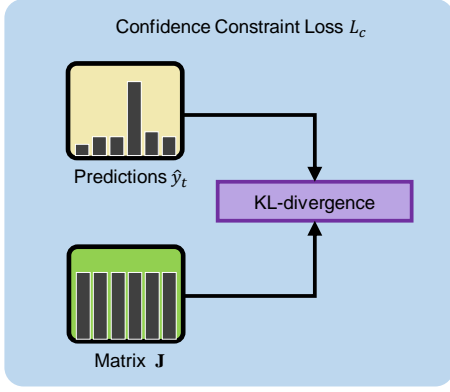 Confidence Constraint Loss L_c
Predictions ŷ_t
KL-divergence
Matrix J